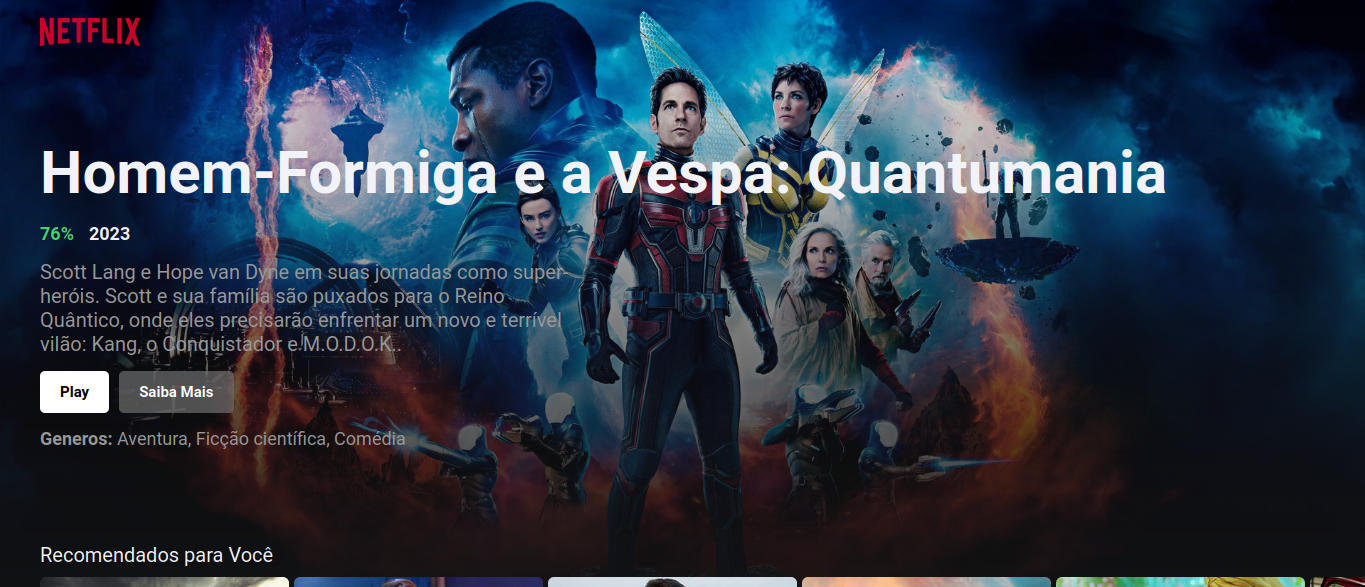 NETFLIX
Homem-Formiga e a Vespa: Quantumania
76% 2023
Scott Lang e Hope van Dyne em suas jornadas como super-
heróis. Scott e sua família são puxados para o Reino
Quântico, onde eles precisarão enfrentar um novo e terrível
vilão: Kang, o Conquistador e M.O.D.O.K..
Play Saiba Mais
Generos: Aventura, Ficção científica, Comédia
Recomendados para Você